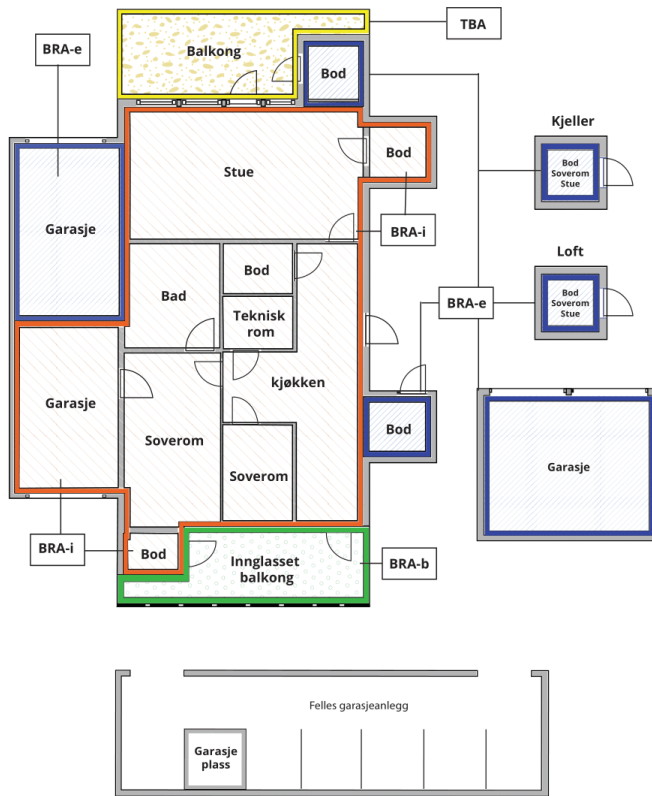 TBA
BRA-e
Balkong
Bod
Kjeller
Bod
Soverom
Stue
Stue
Bod
Garasje
BRA-i
Loft
Bod
Bod
Soverom
Stue
Bad
BRA-e
Teknisk
rom
kjøkken
Garasje
Bod
Soverom
Garasje
Soverom
BRA-i
Bod
Innglasset
balkong
BRA-b
Felles garasjeanlegg
Garasje
plass